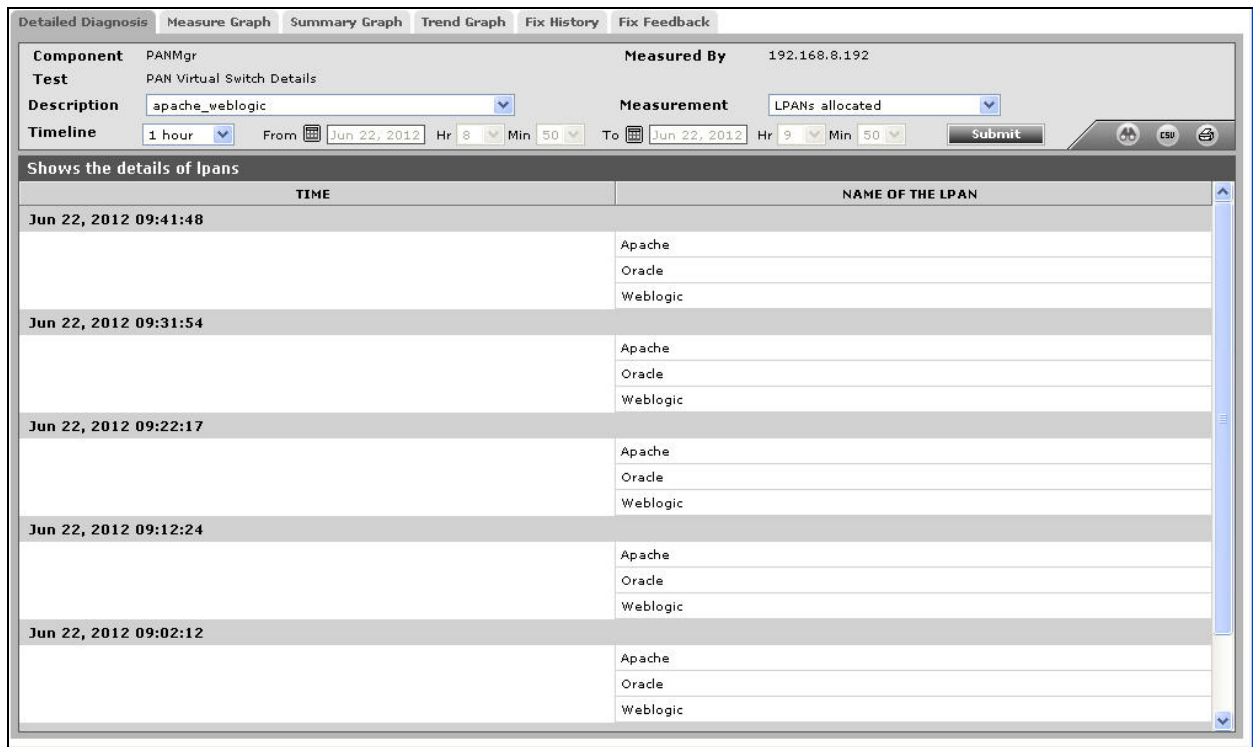 Detailed Diagnosis Measure Graph Summary Graph Trend Graph Fix History Fix Feedback
Component PANMgr Measured By 192.168.8.192
Test PAN Virtual Switch Details
Description apache_weblogic Measurement LPANs allocated
Timeline 1 hour From Jun 22, 2012 Hr 8 Min 50 To Jun 22, 2012 Hr 9 Min 50 Submit CSV
Shows the details of lpans
TIME NAME OF THE LPAN
Jun 22, 2012 09:41:48
Apache
Oracle
Weblogic
Jun 22, 2012 09:31:54
Apache
Oracle
Weblogic
Jun 22, 2012 09:22:17
Apache
Oracle
Weblogic
Jun 22, 2012 09:12:24
Apache
Oracle
Weblogic
Jun 22, 2012 09:02:12
Apache
Oracle
Weblogic